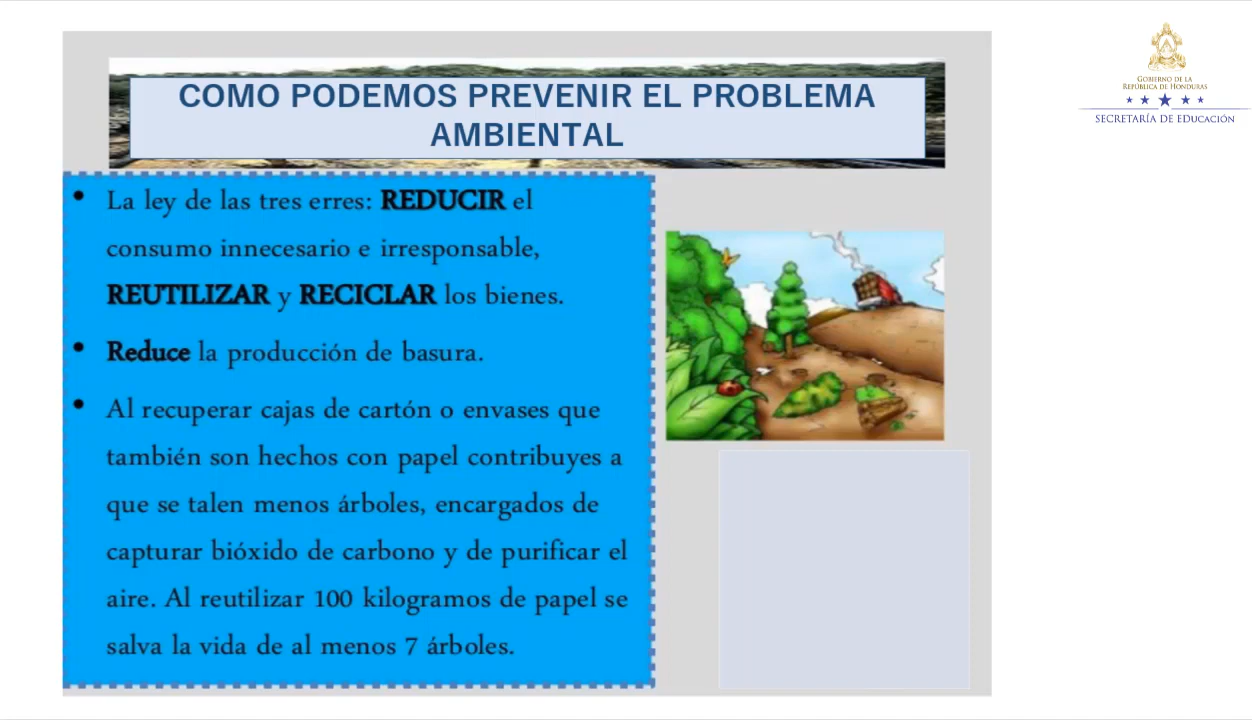 COMO PODEMOS PREVENIR EL PROBLEMA
AMBIENTAL
GOBIERNO DE LA
REPÚBLICA DE HONDURAS
SECRETARÍA DE EDUCACIÓN
• La ley de las tres erres: REDUCIR el
consumo innecesario e irresponsable,
REUTILIZAR y RECICLAR los bienes.
• Reduce la producción de basura.
• Al recuperar cajas de cartón o envases que
también son hechos con papel contribuyes a
que se talen menos árboles, encargados de
capturar bióxido de carbono y de purificar el
aire. Al reutilizar 100 kilogramos de papel se
salva la vida de al menos 7 árboles.